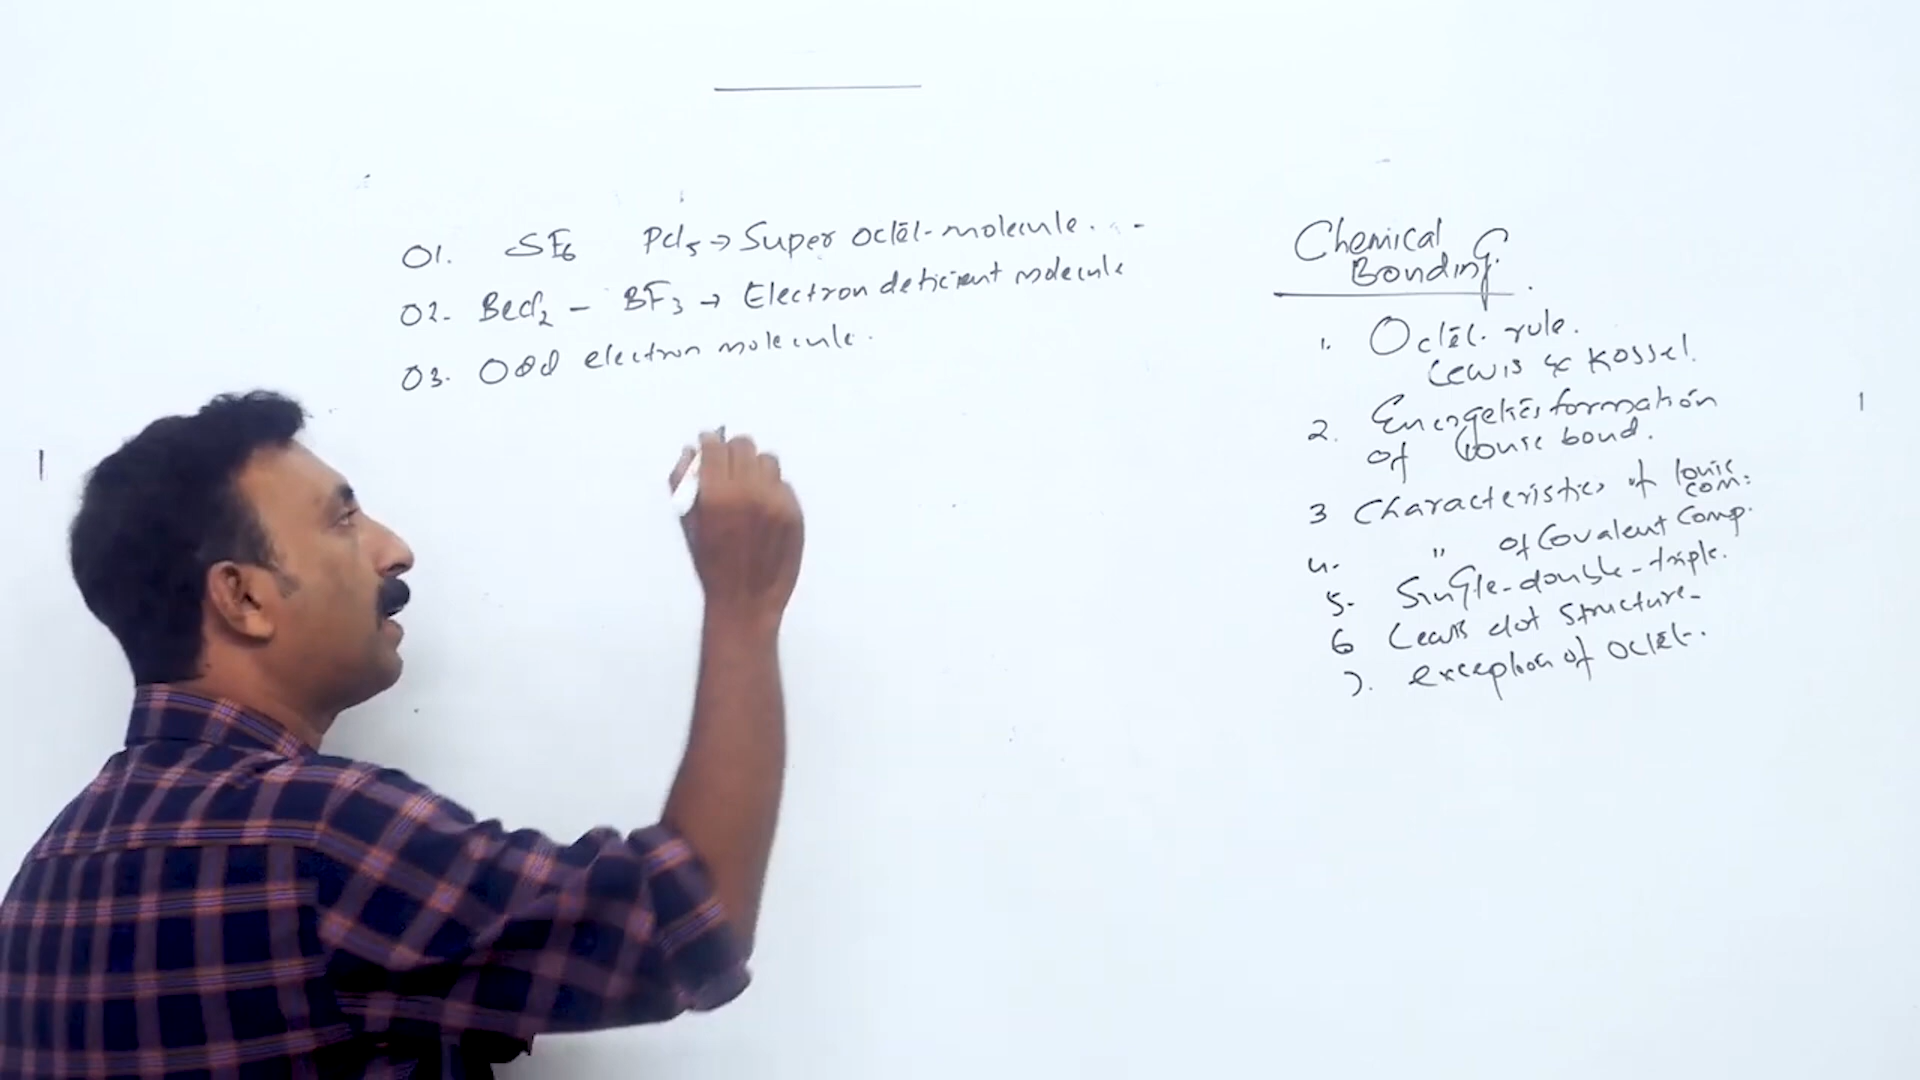 01. SF6 PCl5 → Super octet-molecule.
02- BeCl2 - BF3 → Electron deficient molecule
03. Odd electron molecule.
Chemical
Bonding.
1. Octet rule.
Lewis & Kossel.
2. Energetics formation
of Ionic bond.
3 Characteristics of Ionic
com:
4. " of Covalent Comp.
5. Single-double-triple.
6 Lewis dot structure-
7. exception of octet-.